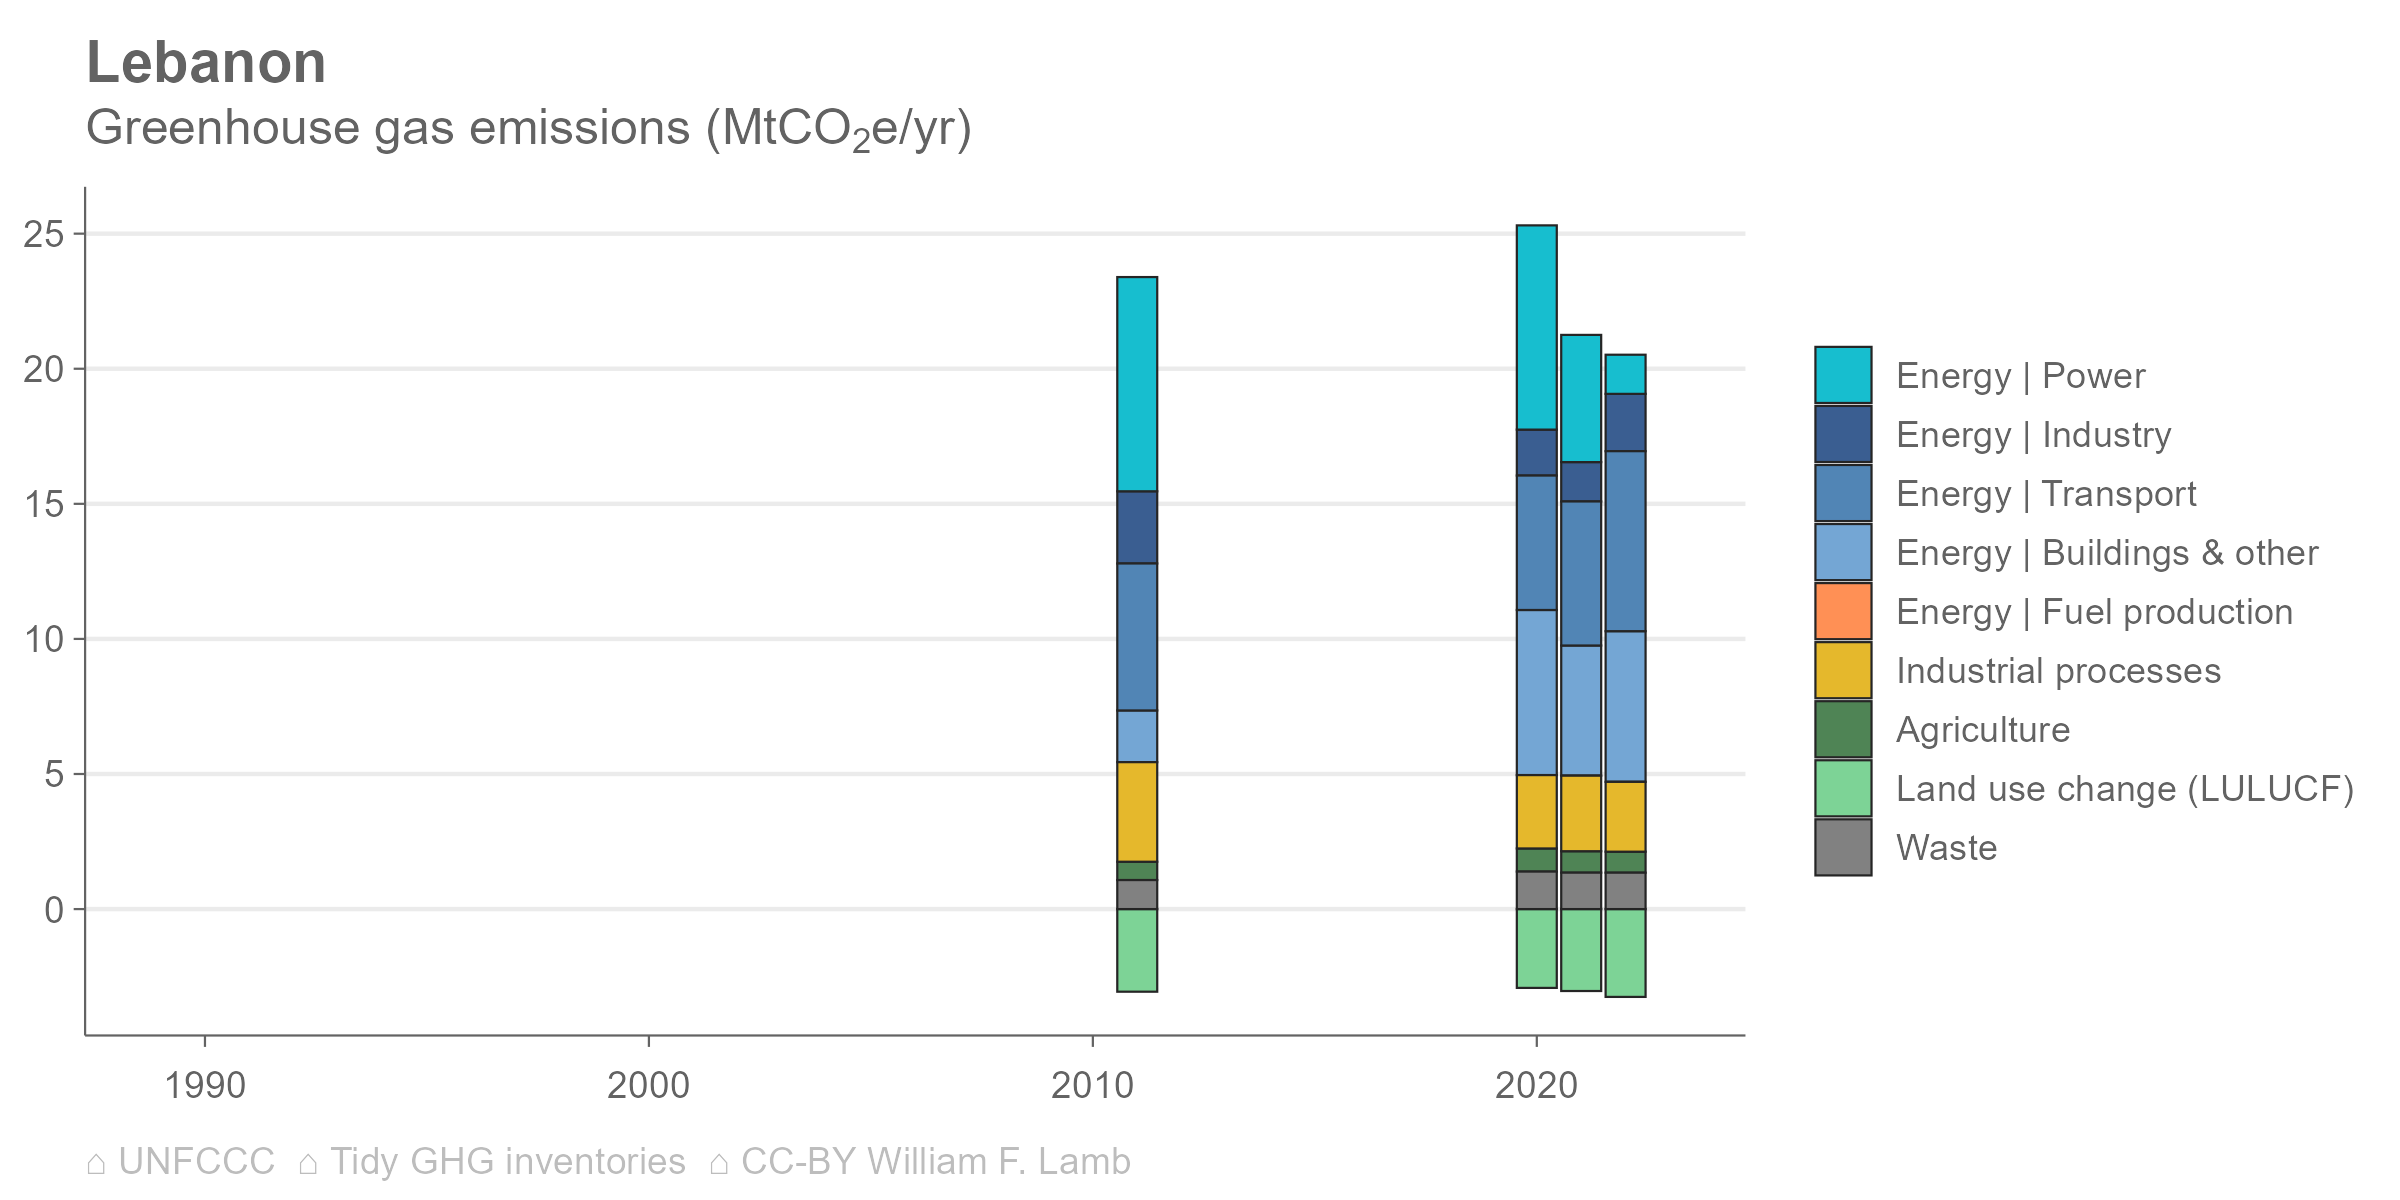 Lebanon
Greenhouse gas emissions (MtCO₂e/yr)
25
20
15
10
5
0
1990 2000 2010 2020
Energy | Power
Energy | Industry
Energy | Transport
Energy | Buildings & other
Energy | Fuel production
Industrial processes
Agriculture
Land use change (LULUCF)
Waste
⌂ UNFCCC ⌂ Tidy GHG inventories ⌂ CC-BY William F. Lamb